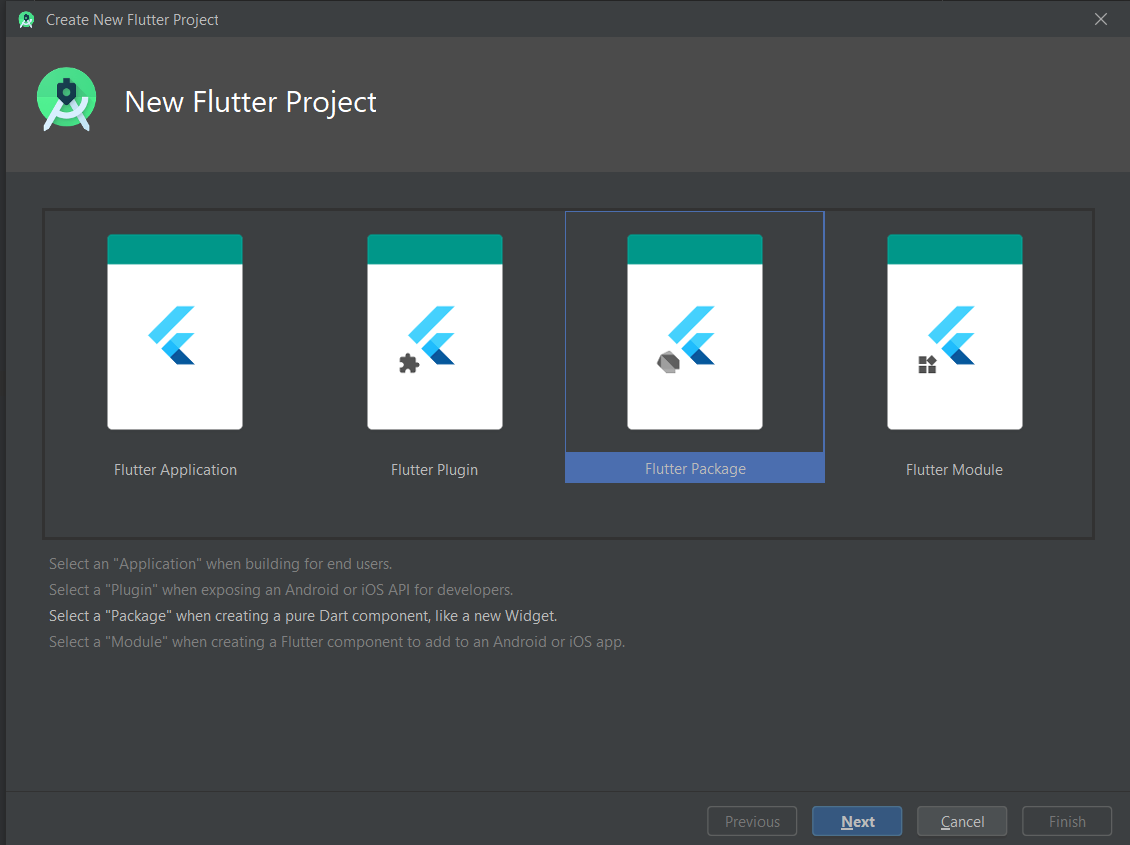 Create New Flutter Project
New Flutter Project
Flutter Application
Flutter Plugin
Flutter Package
Flutter Module
Select an "Application" when building for end users.
Select a "Plugin" when exposing an Android or iOS API for developers.
Select a "Package" when creating a pure Dart component, like a new Widget.
Select a "Module" when creating a Flutter component to add to an Android or iOS app.
Previous
Next
Cancel
Finish